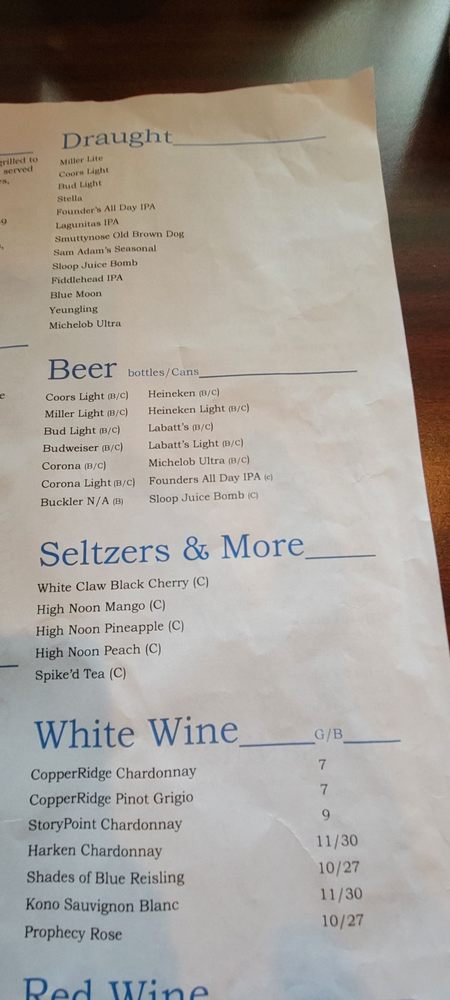 grilled to
served
Draught
Miller Lite
Coors Light
Bud Light
Stella
Founder's All Day IPA
Lagunitas IPA
Smuttynose Old Brown Dog
Sam Adam's Seasonal
Sloop Juice Bomb
Fiddlehead IPA
Blue Moon
Yeungling
Michelob Ultra
Beer bottles/Cans
Coors Light (B/C) Heineken (B/C)
Miller Light (B/C) Heineken Light (B/C)
Bud Light (B/C) Labatt's (B/C)
Budweiser (B/C) Labatt's Light (B/C)
Corona (B/C) Michelob Ultra (B/C)
Corona Light (B/C) Founders All Day IPA (c)
Buckler N/A (B) Sloop Juice Bomb (C)
Seltzers & More
White Claw Black Cherry (C)
High Noon Mango (C)
High Noon Pineapple (C)
High Noon Peach (C)
Spike'd Tea (C)
White Wine G/B
CopperRidge Chardonnay 7
CopperRidge Pinot Grigio 7
StoryPoint Chardonnay 9
Harken Chardonnay 11/30
Shades of Blue Reisling 10/27
Kono Sauvignon Blanc 11/30
Prophecy Rose 10/27
Red Wine